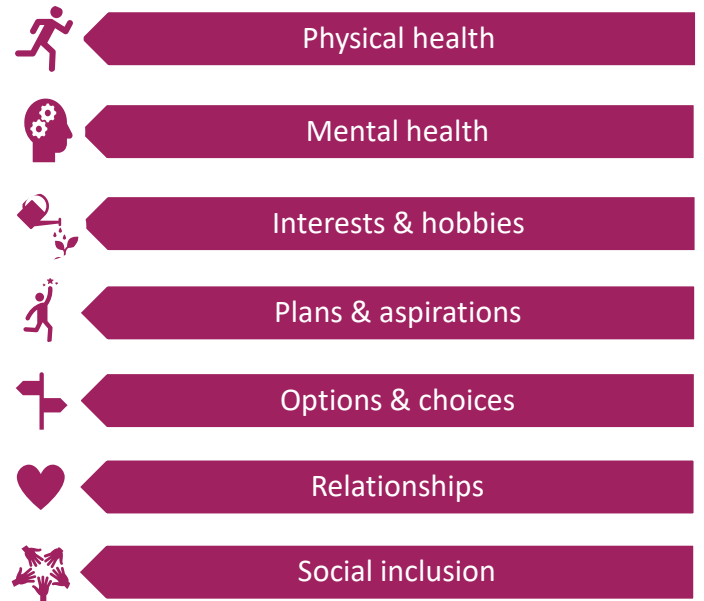 Physical health
Mental health
Interests & hobbies
Plans & aspirations
Options & choices
Relationships
Social inclusion